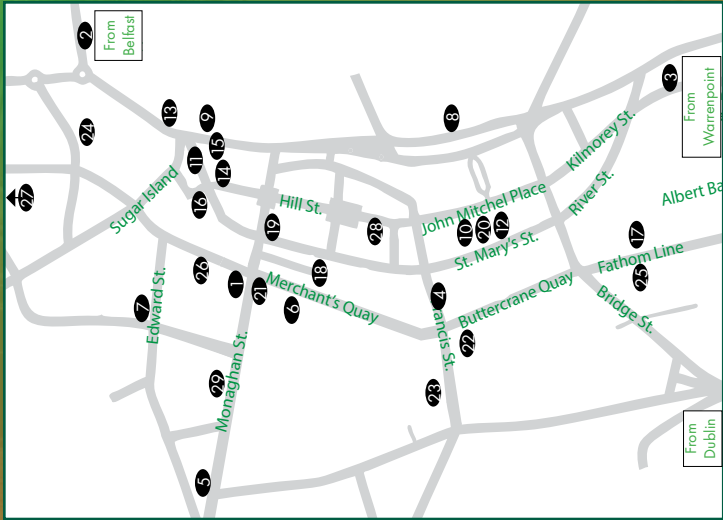 2
From
Belfast
13
9
24
15
11
14
27
Sugar Island
16
8
3
From
Warrenpoint
Kilmorey St.
River St.
Hill St.
19
28
John Mitchel Place
10
20
12
St. Mary's St.
Albert Ba
17
26
1
21
18
6
Merchant's Quay
7
Edward St.
4
ancis St.
Buttercrane Quay
Fathom Line
25
Bridge St.
22
29
Monaghan St.
23
5
From
Dublin